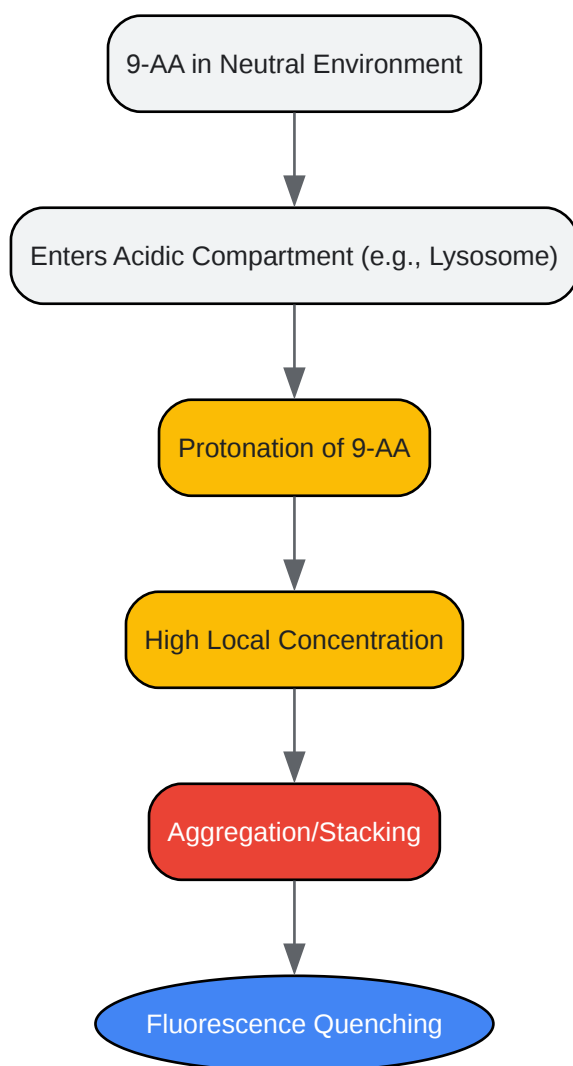 9-AA in Neutral Environment
Enters Acidic Compartment (e.g., Lysosome)
Protonation of 9-AA
High Local Concentration
Aggregation/Stacking
Fluorescence Quenching